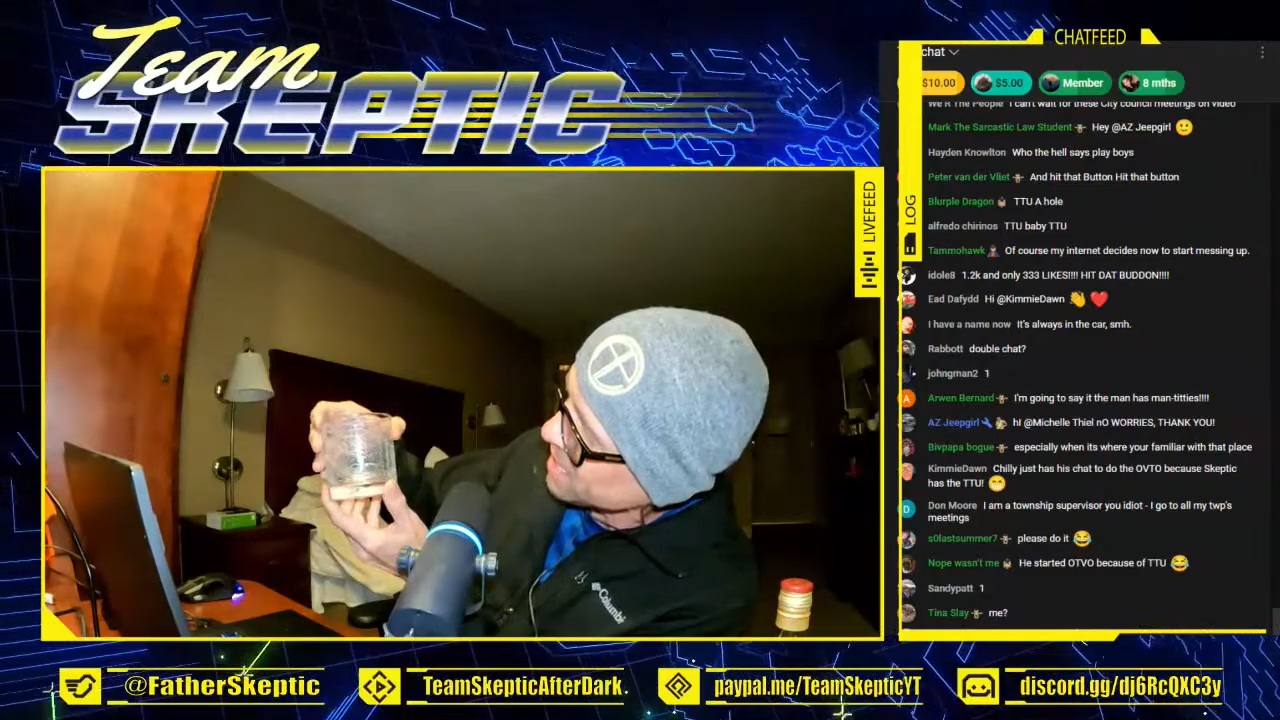 Team
SKEPTIC
CHATFEED
chat
$10.00
$5.00
Member
8 mths
LIVEFEED
LOG
We R The People I can't wait for these City council meetings on video
Mark The Sarcastic Law Student Hey @AZ Jeepgirl
Hayden Knowlton Who the hell says play boys
Peter van der Vliet And hit that Button Hit that button
Blurple Dragon TTU A hole
alfredo chirinos TTU baby TTU
Tammohawk Of course my internet decides now to start messing up.
idole8 1.2k and only 333 LIKES!!!! HIT DAT BUDDON!!!!
Ead Dafydd Hi @KimmieDawn
I have a name now It's always in the car, smh.
Rabbott double chat?
johngman2 1
A
Arwen Bernard I'm going to say it the man has man-titties!!!!
AZ Jeepgirl hI @Michelle Thiel nO WORRIES, THANK YOU!
Bivpapa bogue especially when its where your familiar with that place
KimmieDawn Chilly just has his chat to do the OVTO because Skeptic
has the TTU!
D
Don Moore I am a township supervisor you idiot - I go to all my twp's
meetings
s0lastsummer7 please do it
Nope wasn't me He started OTVO because of TTU
Sandypatt 1
Tina Slay me?
Columbi
@FatherSkeptic
TeamSkepticAfterDark
paypal.me/TeamSkepticYT
discord.gg/dj6RcQXC3y